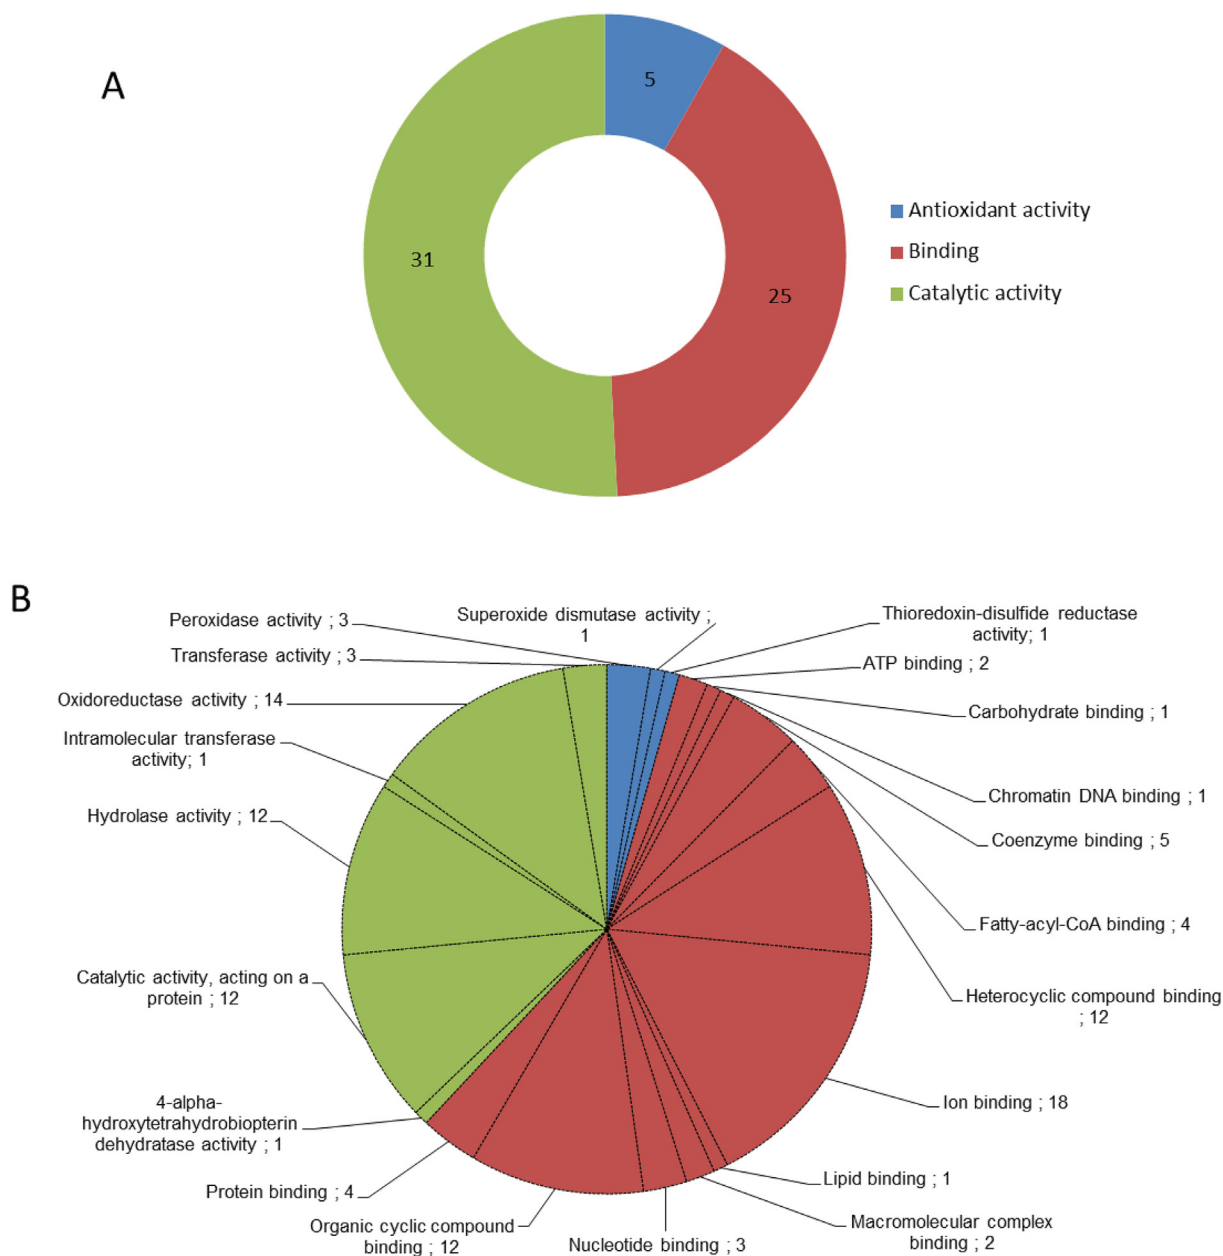 A
5
25
31
Antioxidant activity
Binding
Catalytic activity
B
Peroxidase activity ; 3
Superoxide dismutase activity ;
1
Thioredoxin-disulfide reductase
activity; 1
Transferase activity ; 3
ATP binding ; 2
Oxidoreductase activity ; 14
Carbohydrate binding ; 1
Intramolecular transferase
activity; 1
Chromatin DNA binding ; 1
Hydrolase activity ; 12
Coenzyme binding ; 5
Fatty-acyl-CoA binding ; 4
Catalytic activity, acting on a
protein ; 12
Heterocyclic compound binding
; 12
4-alpha-
hydroxytetrahydrobiopterin
dehydratase activity ; 1
Ion binding ; 18
Protein binding ; 4
Lipid binding ; 1
Organic cyclic compound
binding ; 12
Nucleotide binding ; 3
Macromolecular complex
binding ; 2